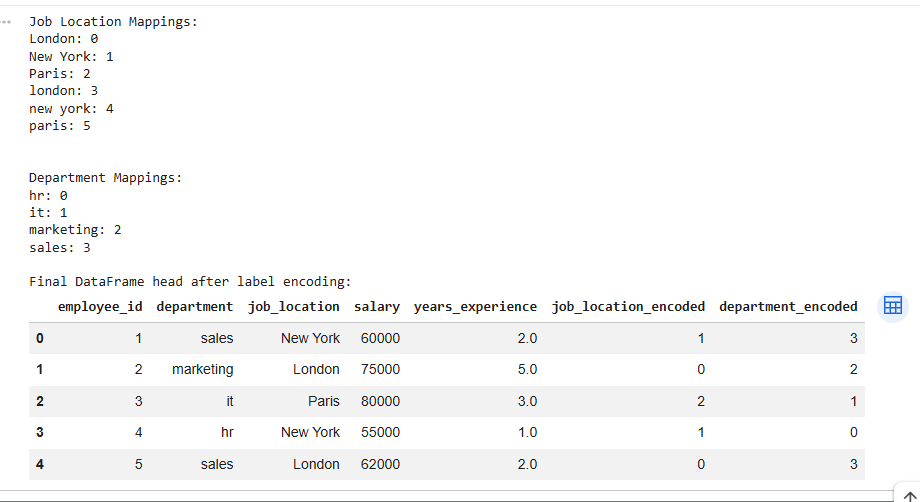 Job Location Mappings:
London: 0
New York: 1
Paris: 2
london: 3
new york: 4
paris: 5
Department Mappings:
hr: 0
it: 1
marketing: 2
sales: 3
Final DataFrame head after label encoding:
employee_id department job_location salary years_experience job_location_encoded department_encoded
0 1 sales New York 60000 2.0 1 3
1 2 marketing London 75000 5.0 0 2
2 3 it Paris 80000 3.0 2 1
3 4 hr New York 55000 1.0 1 0
4 5 sales London 62000 2.0 0 3